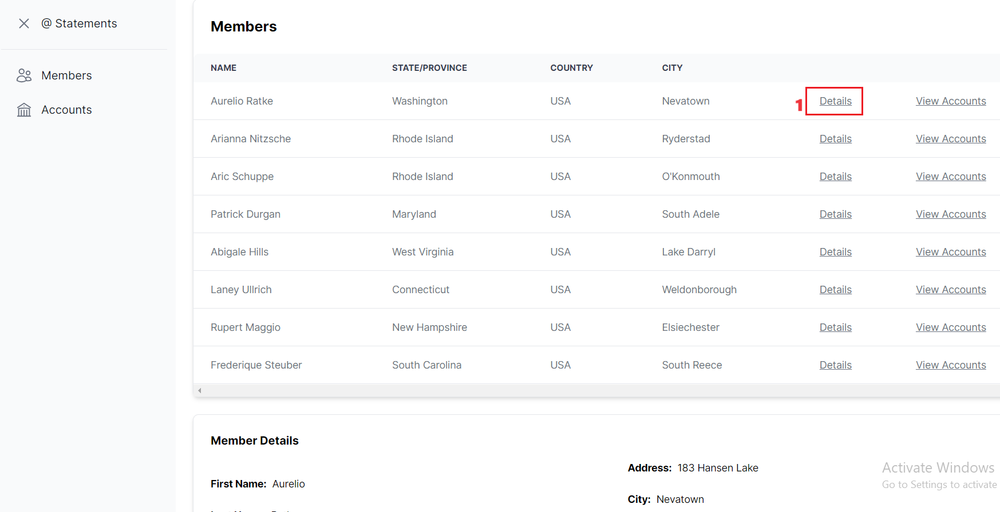 @ Statements
Members
Accounts
Members
NAME STATE/PROVINCE COUNTRY CITY
Aurelio Ratke Washington USA Nevatown 1 Details View Accounts
Arianna Nitzsche Rhode Island USA Ryderstad Details View Accounts
Aric Schuppe Rhode Island USA O'Konmouth Details View Accounts
Patrick Durgan Maryland USA South Adele Details View Accounts
Abigale Hills West Virginia USA Lake Darryl Details View Accounts
Laney Ullrich Connecticut USA Weldonborough Details View Accounts
Rupert Maggio New Hampshire USA Elsiechester Details View Accounts
Frederique Steuber South Carolina USA South Reece Details View Accounts
Member Details
Address: 183 Hansen Lake
First Name: Aurelio
City: Nevatown
Activate Windows
Go to Settings to activate